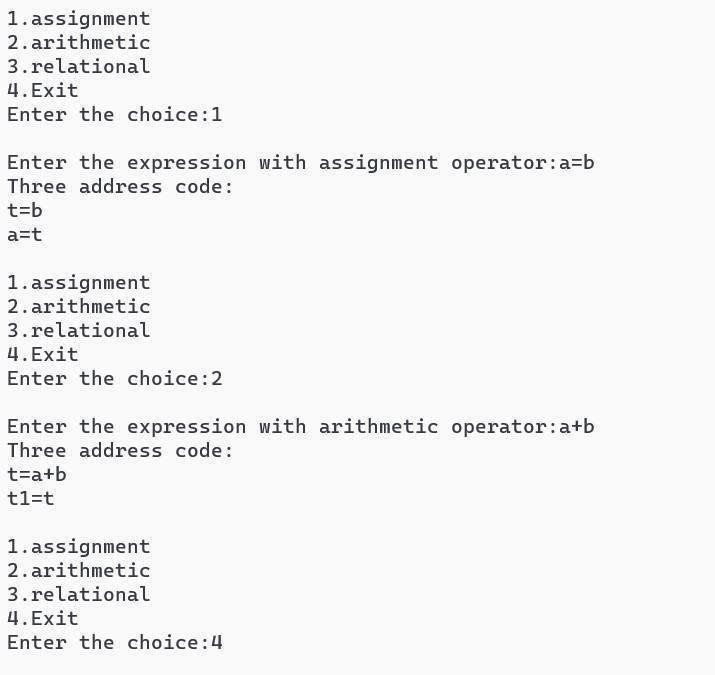 1.assignment
2.arithmetic
3.relational
4.Exit
Enter the choice:1

Enter the expression with assignment operator:a=b
Three address code:
t=b
a=t

1.assignment
2.arithmetic
3.relational
4.Exit
Enter the choice:2

Enter the expression with arithmetic operator:a+b
Three address code:
t=a+b
t1=t

1.assignment
2.arithmetic
3.relational
4.Exit
Enter the choice:4